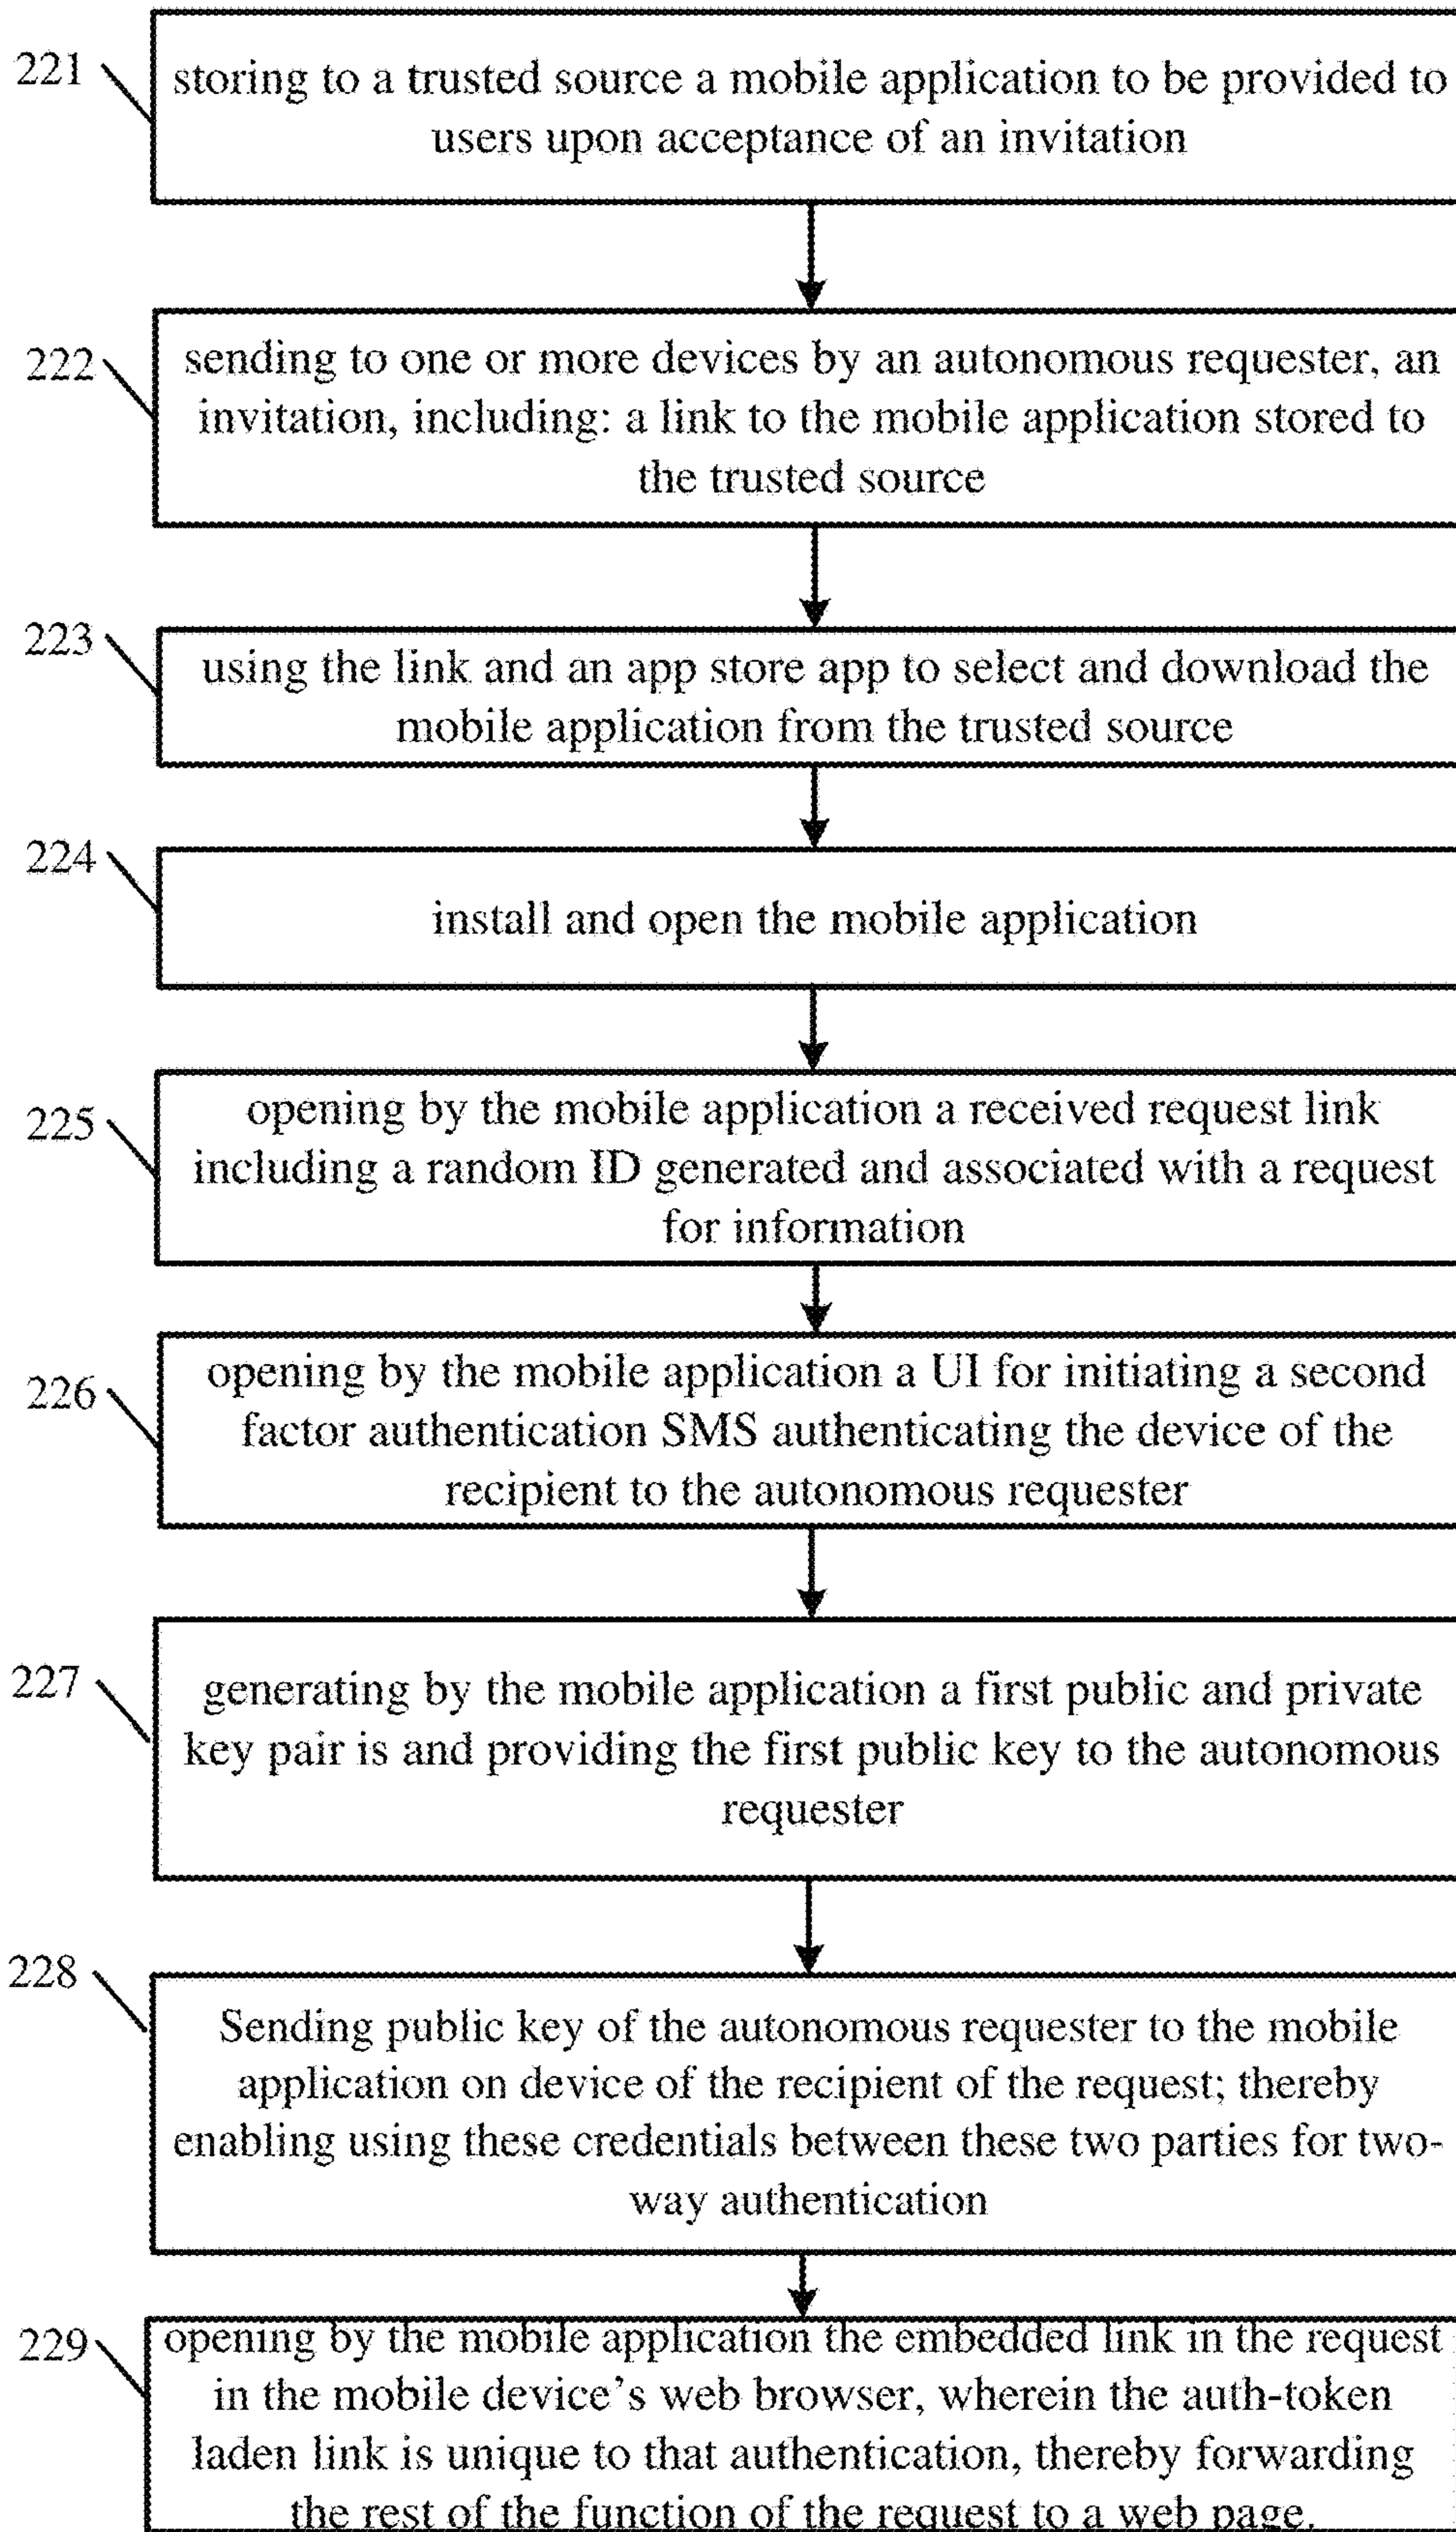 221
storing to a trusted source a mobile application to be provided to
users upon acceptance of an invitation
222
sending to one or more devices by an autonomous requester, an
invitation, including: a link to the mobile application stored to
the trusted source
223
using the link and an app store app to select and download the
mobile application from the trusted source
224
install and open the mobile application
225
opening by the mobile application a received request link
including a random ID generated and associated with a request
for information
226
opening by the mobile application a UI for initiating a second
factor authentication SMS authenticating the device of the
recipient to the autonomous requester
227
generating by the mobile application a first public and private
key pair is and providing the first public key to the autonomous
requester
228
Sending public key of the autonomous requester to the mobile
application on device of the recipient of the request; thereby
enabling using these credentials between these two parties for two-
way authentication
229
opening by the mobile application the embedded link in the request
in the mobile device's web browser, wherein the auth-token
laden link is unique to that authentication, thereby forwarding
the rest of the function of the request to a web page.